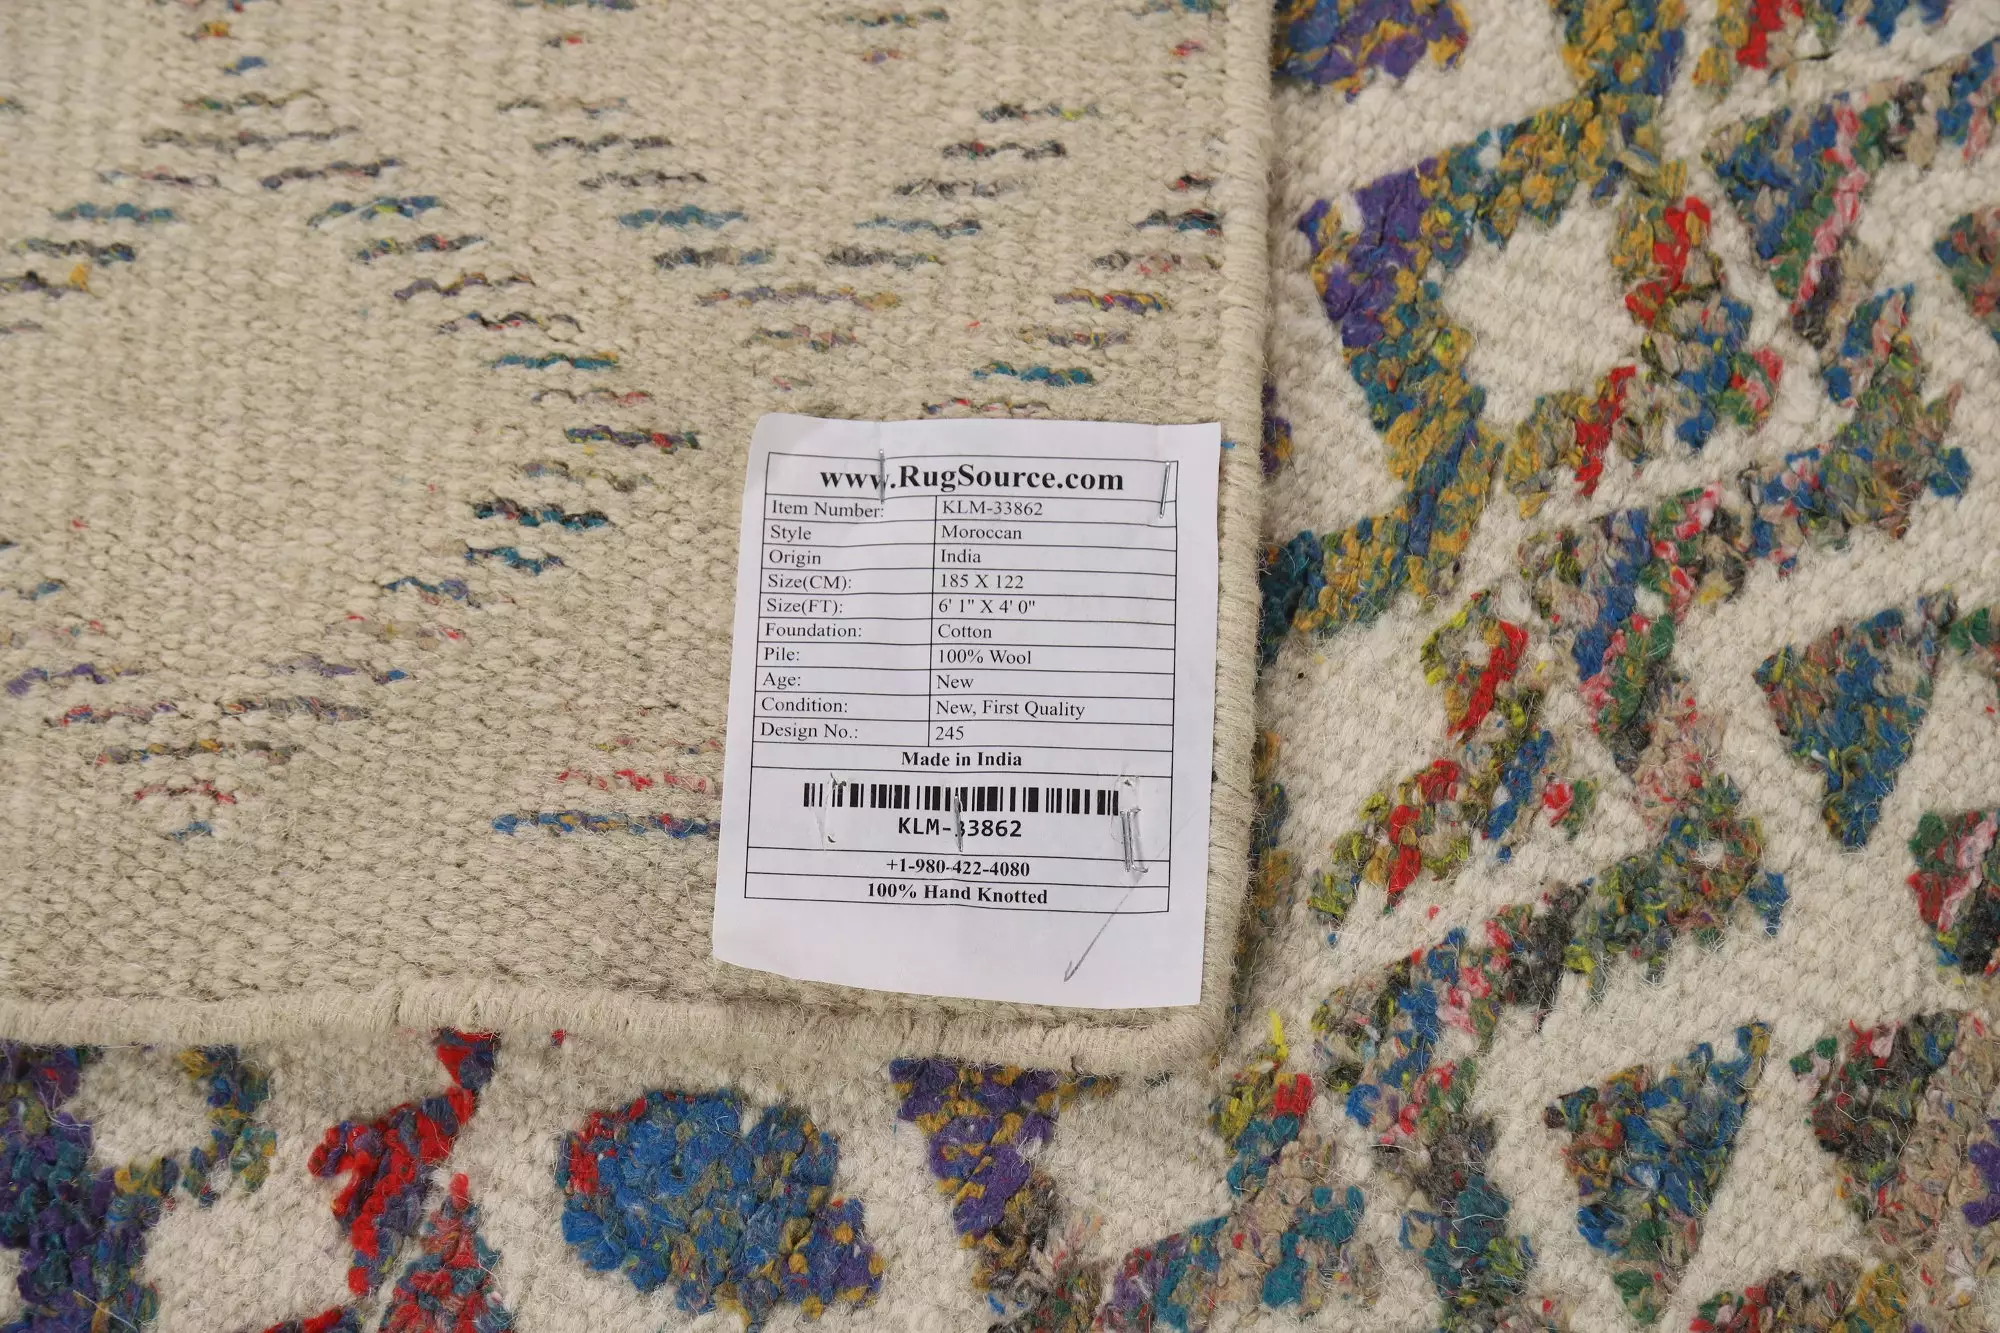 www.RugSource.com
Item Number: KLM-33862
Style Moroccan
Origin India
Size(CM): 185 X 122
Size(FT): 6' 1" X 4' 0"
Foundation: Cotton
Pile: 100% Wool
Age: New
Condition: New, First Quality
Design No.: 245
Made in India
KLM-33862
+1-980-422-4080
100% Hand Knotted